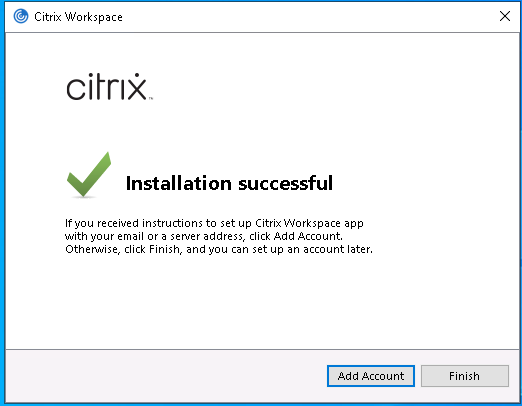 Citrix Workspace
citrix™
Installation successful
If you received instructions to set up Citrix Workspace app
with your email or a server address, click Add Account.
Otherwise, click Finish, and you can set up an account later.
Add Account
Finish